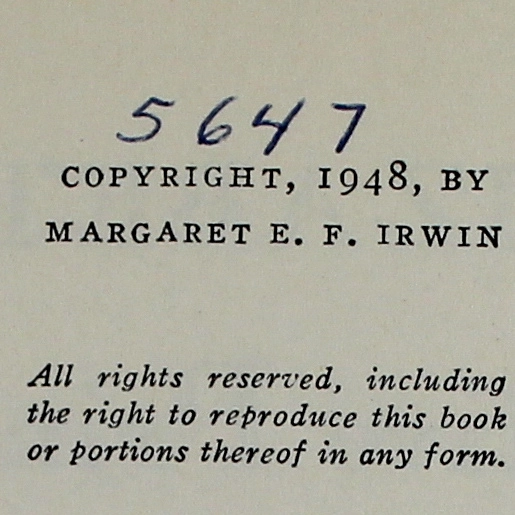 5647
COPYRIGHT, 1948, BY
MARGARET E. F. IRWIN
All rights reserved, including
the right to reproduce this book
or portions thereof in any form.